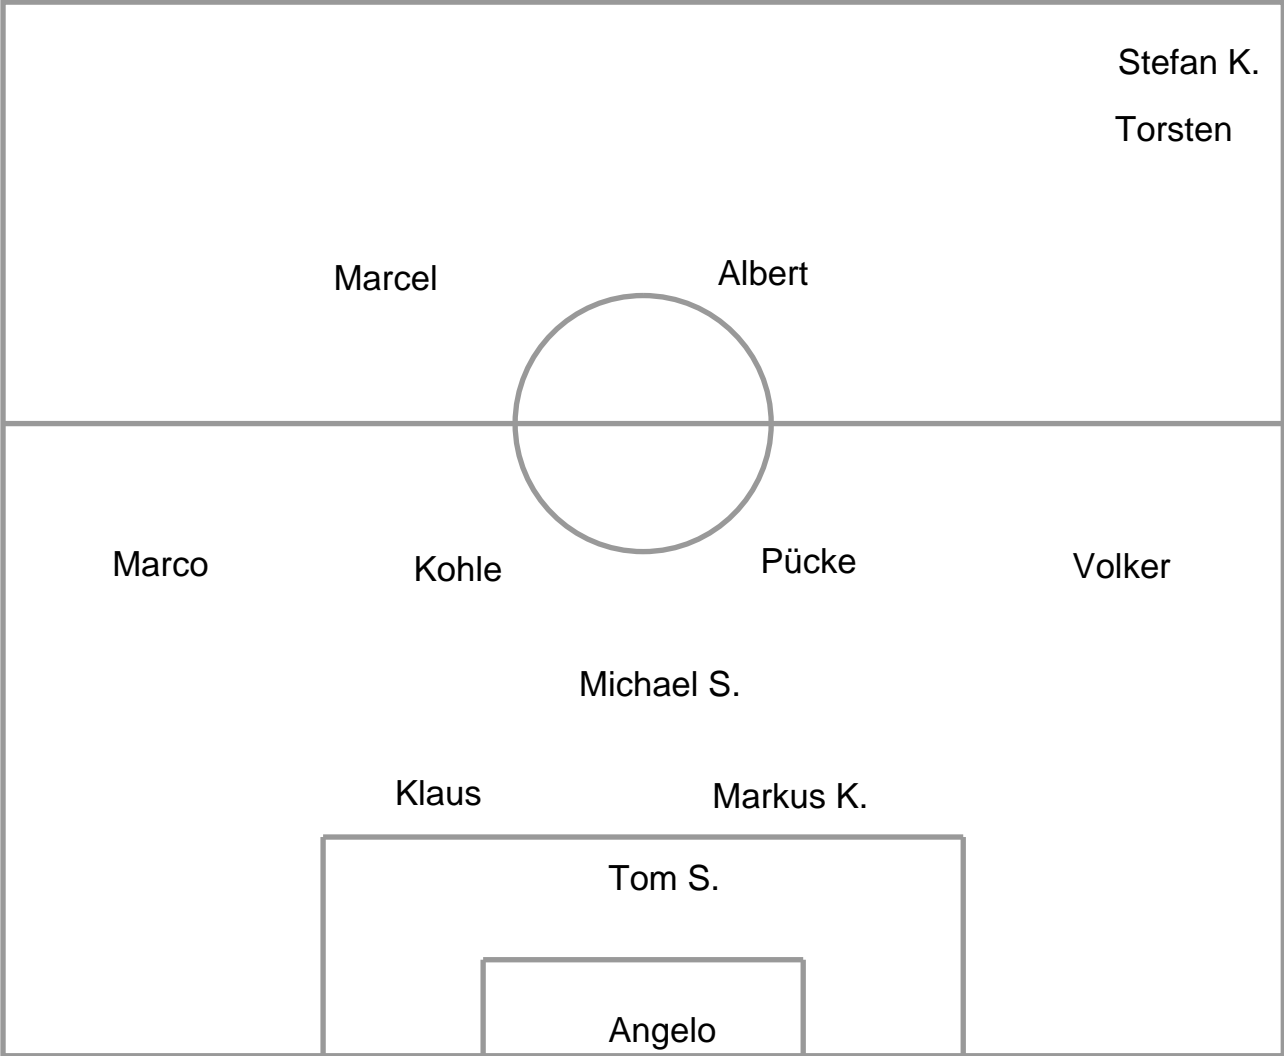 Stefan K.
Torsten
Marcel
Albert
Marco
Kohle
Pücke
Volker
Michael S.
Klaus
Markus K.
Tom S.
Angelo